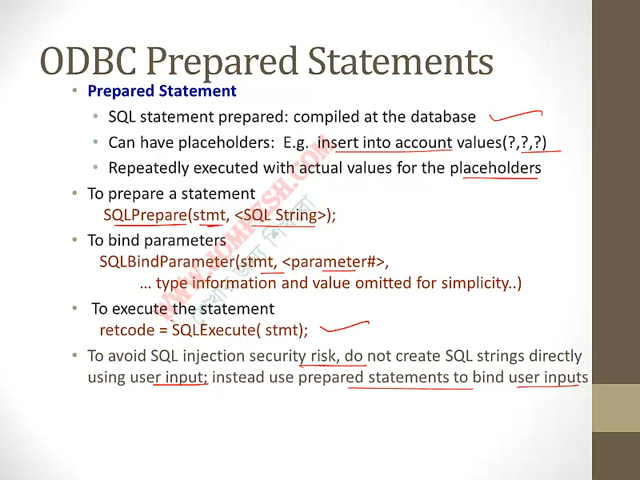 ODBC Prepared Statements
• Prepared Statement
• SQL statement prepared: compiled at the database
• Can have placeholders: E.g. insert into account values(?,?,?)
• Repeatedly executed with actual values for the placeholders
• To prepare a statement
SQLPrepare(stmt, <SQL String>);
• To bind parameters
SQLBindParameter(stmt, <parameter#>,
... type information and value omitted for simplicity..)
• To execute the statement
retcode = SQLExecute( stmt);
• To avoid SQL injection security risk, do not create SQL strings directly
using user input; instead use prepared statements to bind user inputs